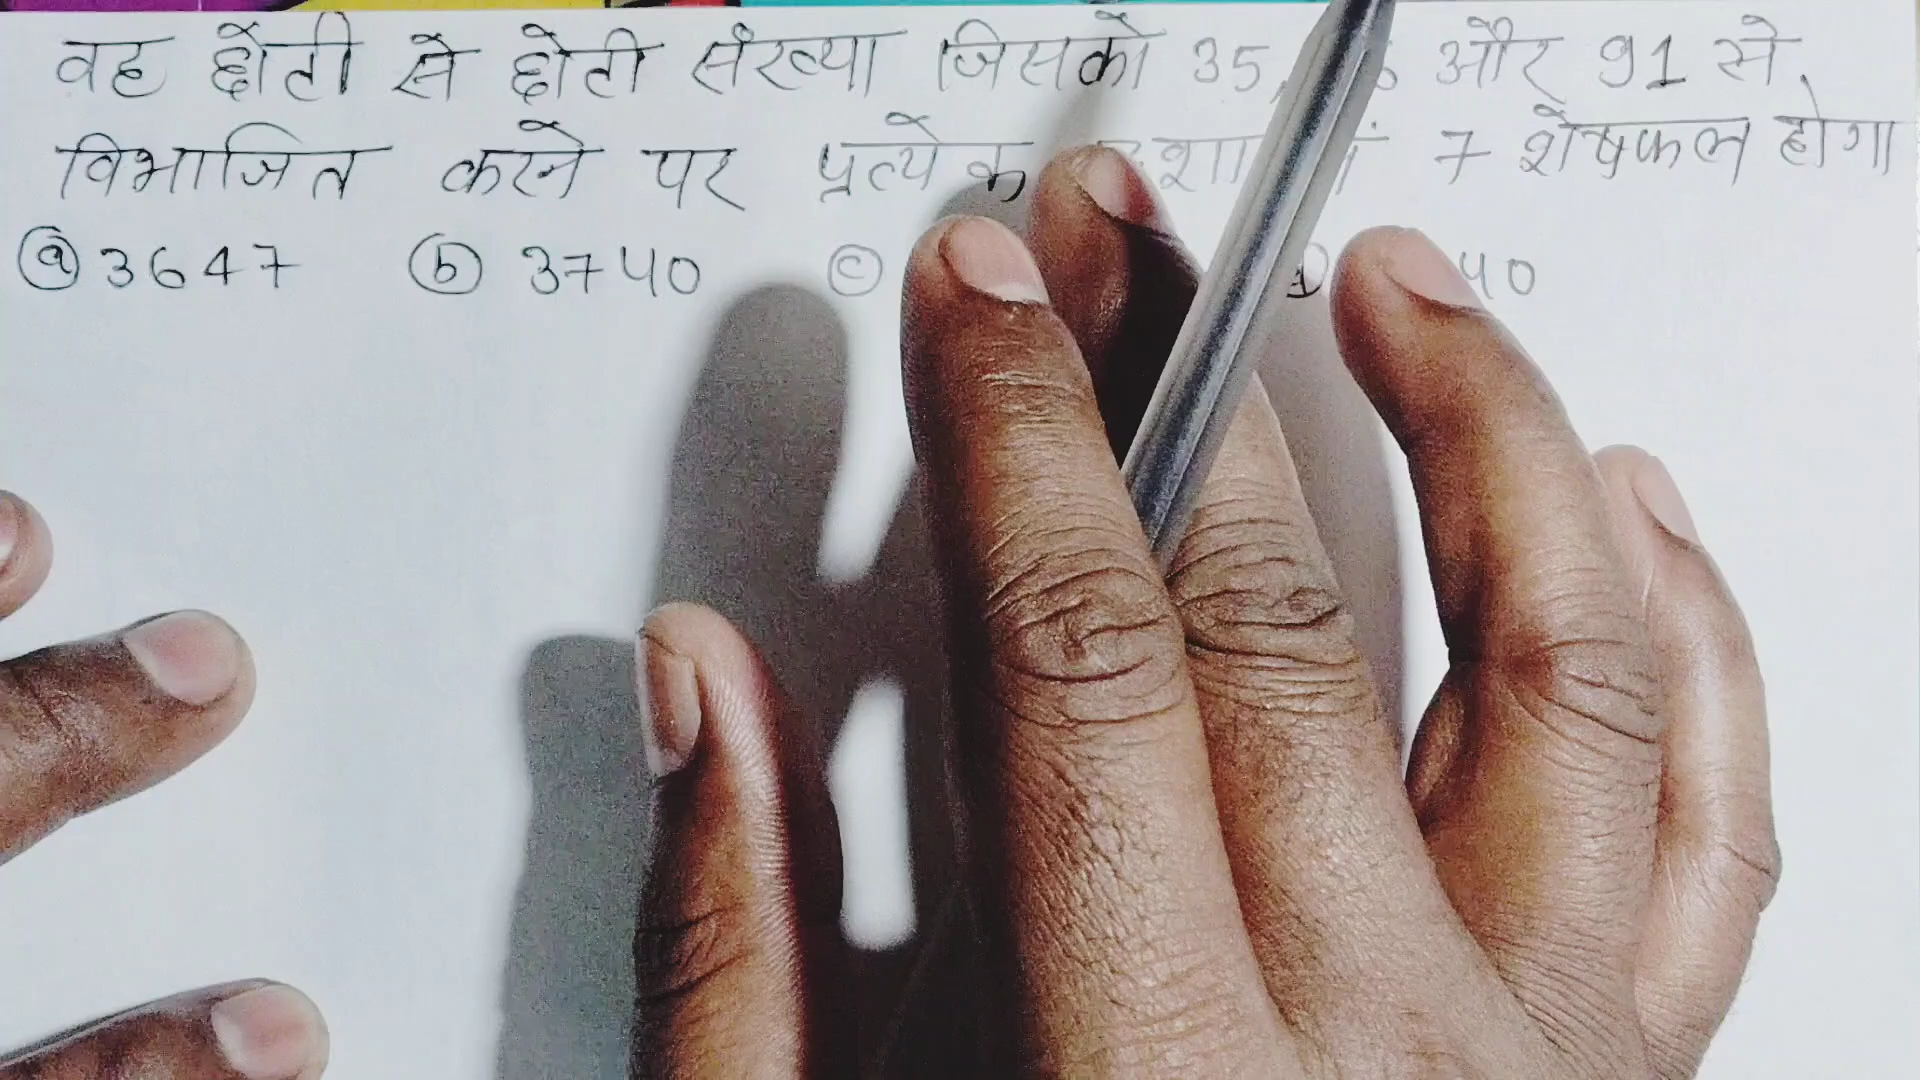 वह छोटी से छोटी संख्या जिसको 35, और 91 से
विभाजित करने पर प्रत्येक 7 शेषफल होगा
ⓐ 3647 ⓑ 3740 ⓒ 40